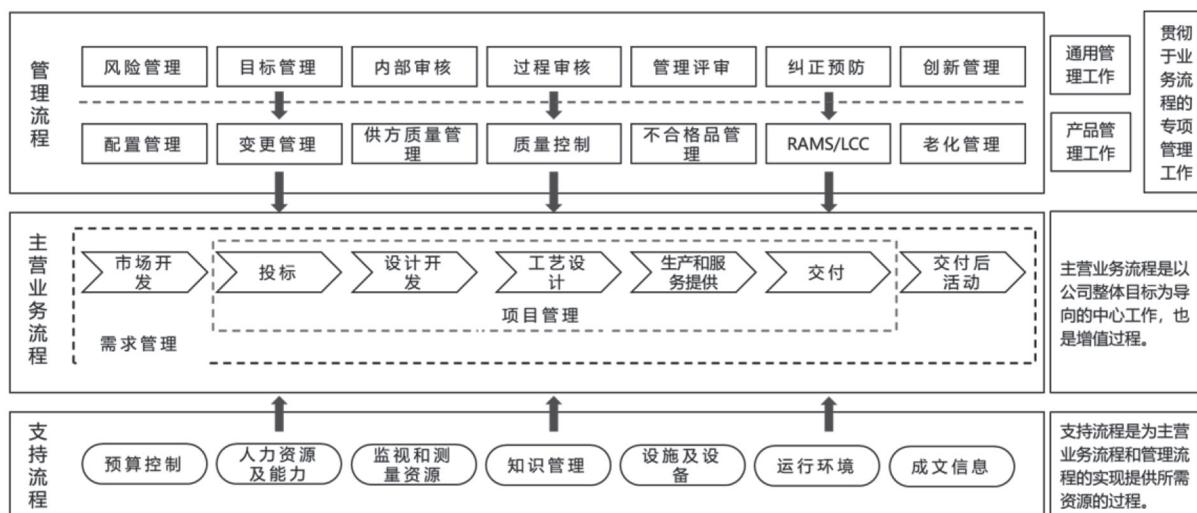 管理流程
风险管理
目标管理
内部审核
过程审核
管理评审
纠正预防
创新管理
通用管
理工作
配置管理
变更管理
供方质量管
理
质量控制
不合格品管
理
RAMS/LCC
老化管理
产品管
理工作
贯彻
于业
务流
程的
专项
管理
工作
主营业务流程
市场开
发
投标
设计开
发
工艺设
计
生产和服
务提供
交付
交付后
活动
项目管理
需求管理
主营业务流程是以
公司整体目标为导
向的中心工作，也
是增值过程。
支持流程
预算控制
人力资源
及能力
监视和测
量资源
知识管理
设施及设
备
运行环境
成文信息
支持流程是为主营
业务流程和管理流
程的实现提供所需
资源的过程。